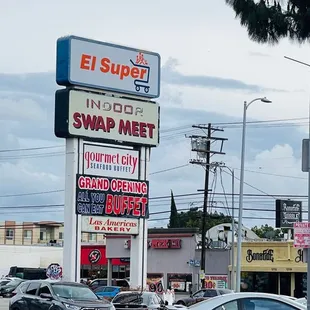 El Super
INDOOR
SWAP MEET
gourmet city
SEAFOOD BUFFET
GRAND OPENING
ALL YOU
CAN EAT
BUFFET
Las Americas
BAKERY